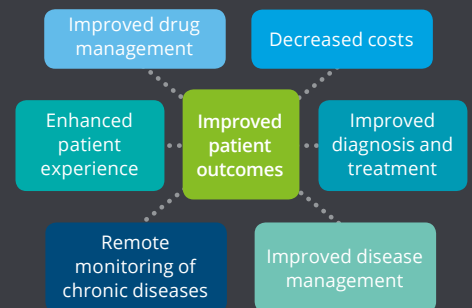 Improved drug
management
Decreased costs
Enhanced
patient
experience
Improved
patient
outcomes
Improved
diagnosis and
treatment
Remote
monitoring of
chronic diseases
Improved disease
management